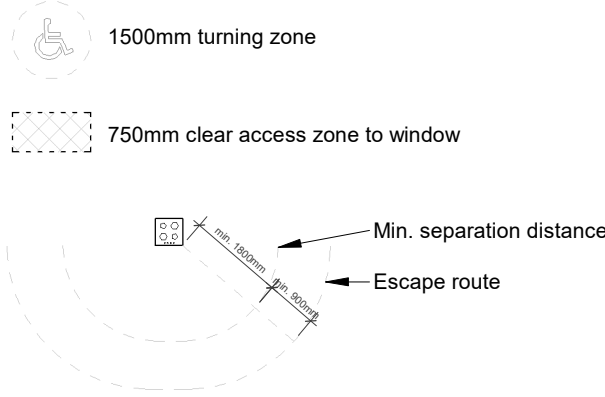 1500mm turning zone
750mm clear access zone to window
min. 1800mm
min. 900mm
Min. separation distance
Escape route